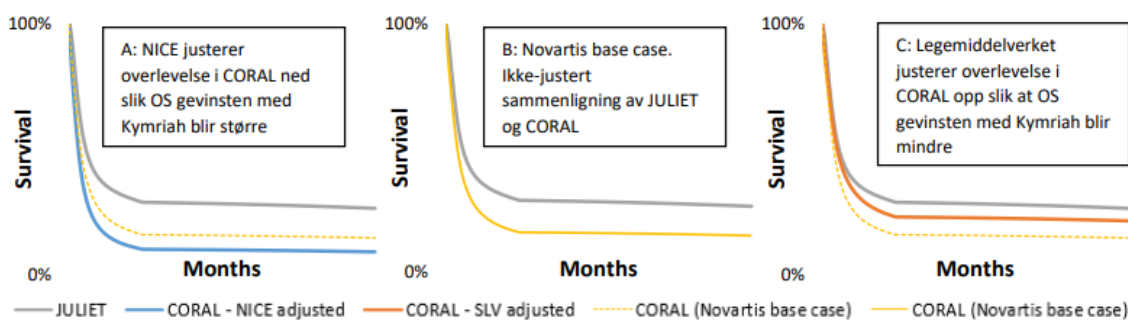 100%
A: NICE justerer
overlevelse i CORAL ned
slik OS gevinsten med
Kymriah blir større
Survival
0%
Months
100%
B: Novartis base case.
Ikke-justert
sammenligning av JULIET
og CORAL
Survival
0%
Months
100%
C: Legemiddelverket
justerer overlevelse i
CORAL opp slik at OS
gevinsten med Kymriah blir
mindre
Survival
0%
Months
JULIET
CORAL - NICE adjusted
CORAL - SLV adjusted
CORAL (Novartis base case)
CORAL (Novartis base case)